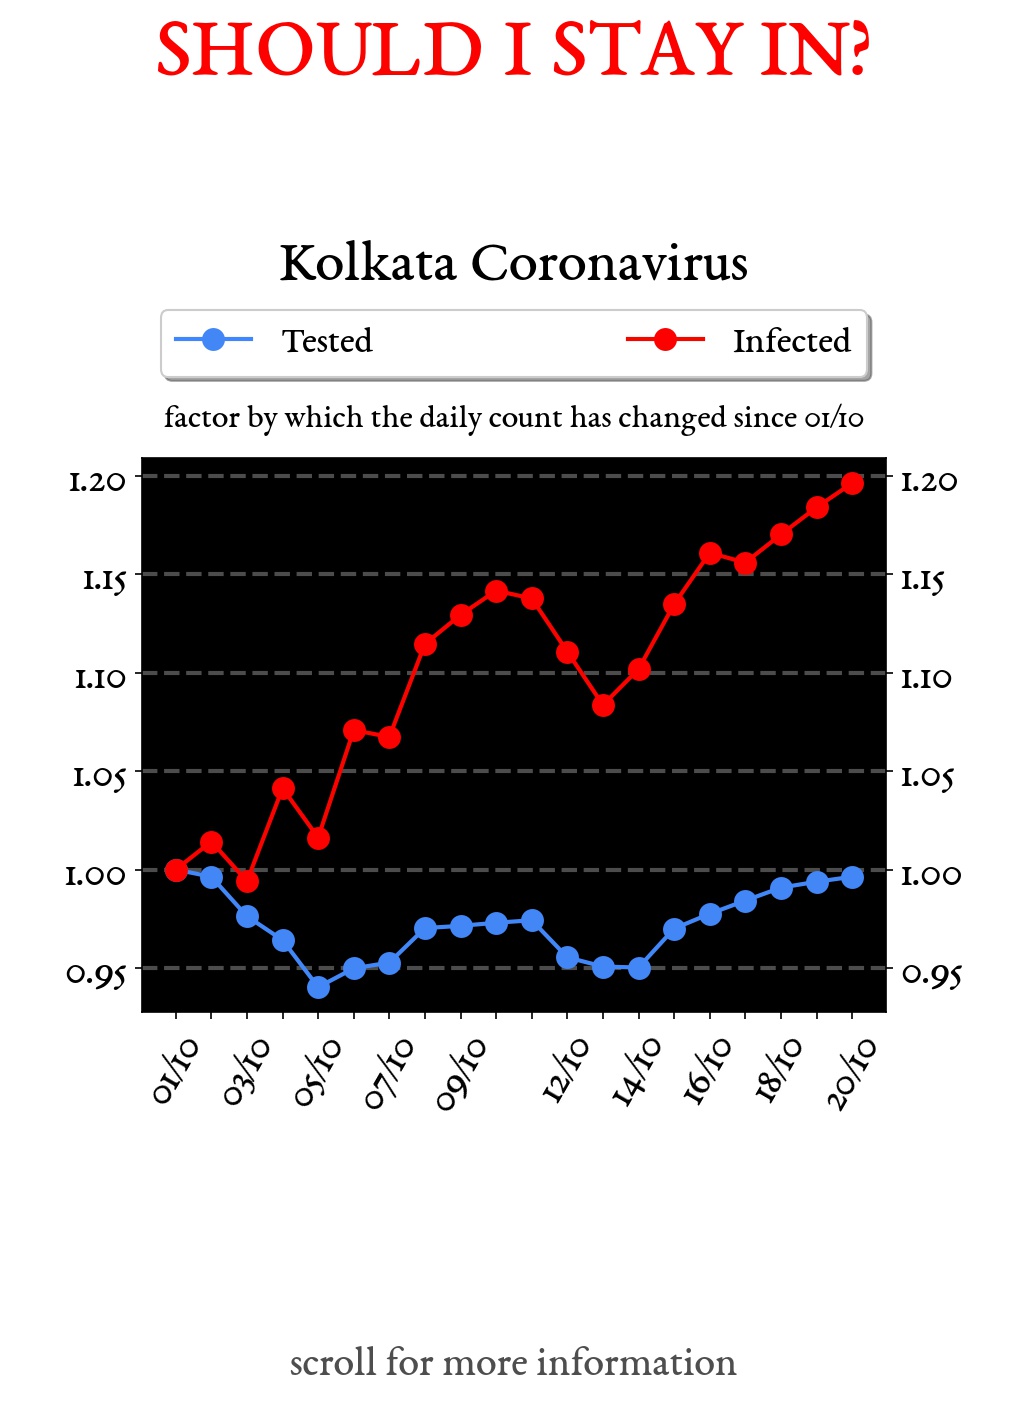 SHOULD I STAY IN?
Kolkata Coronavirus
Tested Infected
factor by which the daily count has changed since 01/10
1.20 1.20
1.15 1.15
1.10 1.10
1.05 1.05
1.00 1.00
0.95 0.95
01/10 03/10 05/10 07/10 09/10 12/10 14/10 16/10 18/10 20/10
scroll for more information